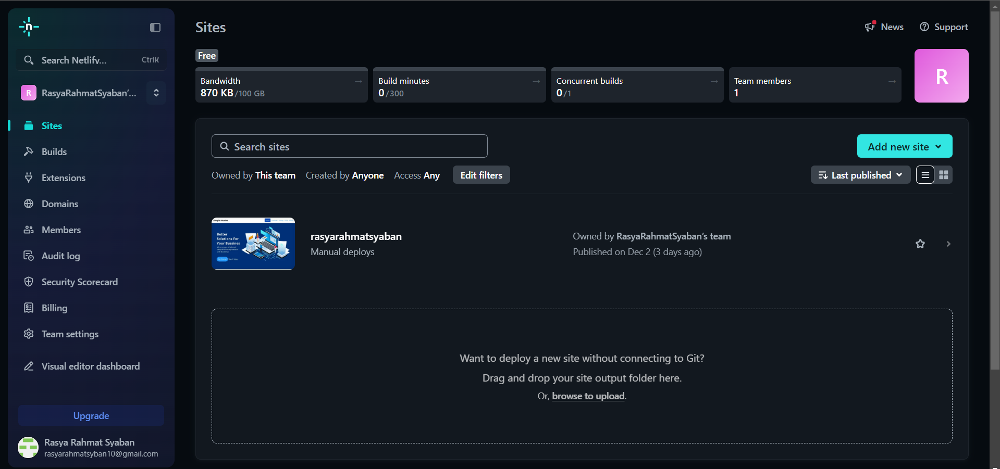 n
Search Netlify...
CtrlK
R
RasyaRahmatSyaban’...
Sites
Builds
Extensions
Domains
Members
Audit log
Security Scorecard
Billing
Team settings
Visual editor dashboard
Upgrade
Rasya Rahmat Syaban
rasyarahmatsyban10@gmail.com
Sites
News
Support
Free
Bandwidth
870 KB/100 GB
Build minutes
0/300
Concurrent builds
0/1
Team members
1
R
Search sites
Add new site
Owned by This team
Created by Anyone
Access Any
Edit filters
Last published
Simple Header
Better
Solutions For
Your Bussines
rasyarahmatsyaban
Manual deploys
Owned by RasyaRahmatSyaban’s team
Published on Dec 2 (3 days ago)
Want to deploy a new site without connecting to Git?
Drag and drop your site output folder here.
Or, browse to upload.